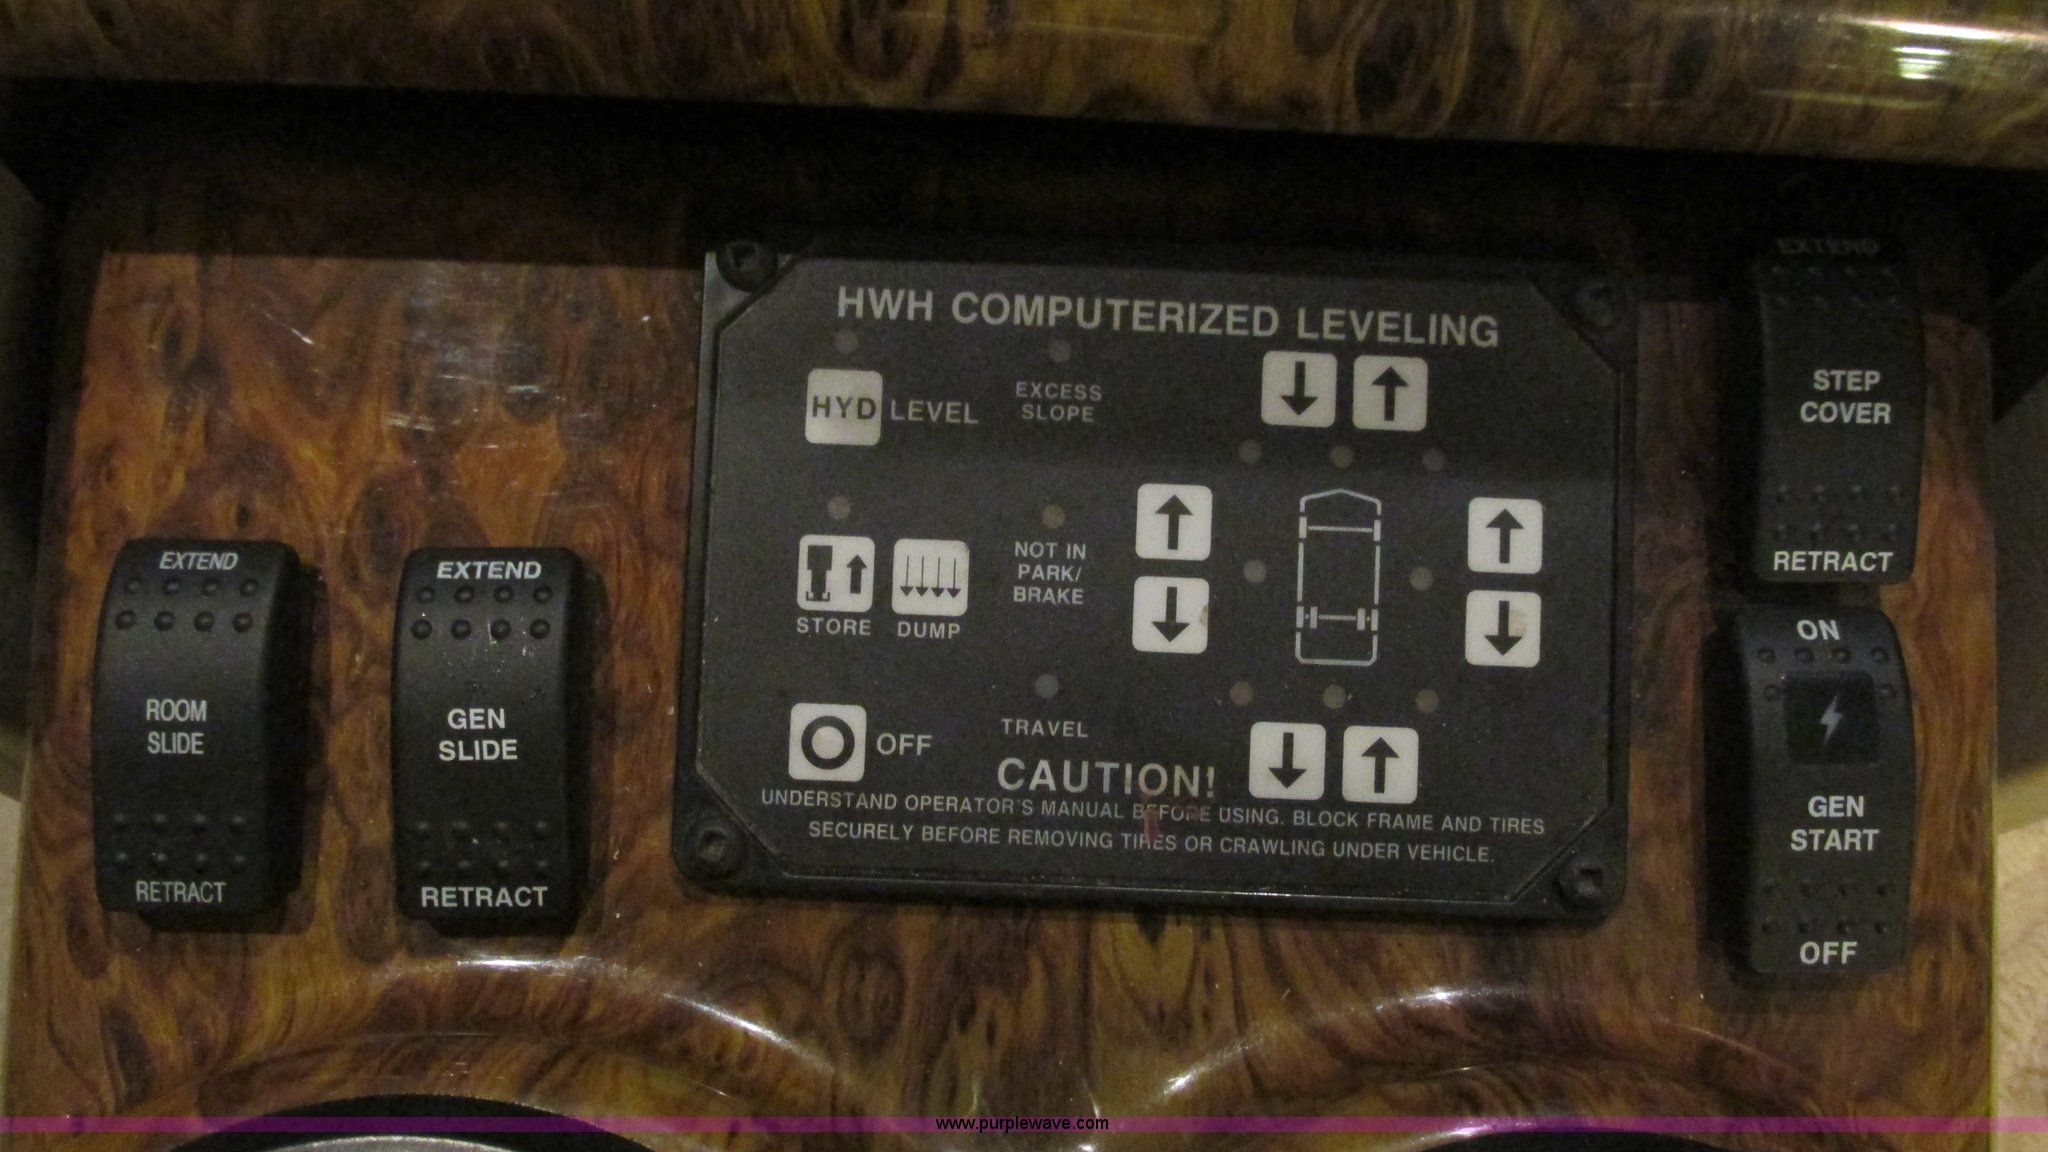 HWH COMPUTERIZED LEVELING
HYD LEVEL
EXCESS
SLOPE
STORE
DUMP
NOT IN
PARK/
BRAKE
OFF
TRAVEL
CAUTION!
UNDERSTAND OPERATOR'S MANUAL BEFORE USING. BLOCK FRAME AND TIRES
SECURELY BEFORE REMOVING TIRES OR CRAWLING UNDER VEHICLE.
EXTEND
ROOM
SLIDE
RETRACT
EXTEND
GEN
SLIDE
RETRACT
EXTEND
STEP
COVER
RETRACT
ON
GEN
START
OFF
www.purplewave.com